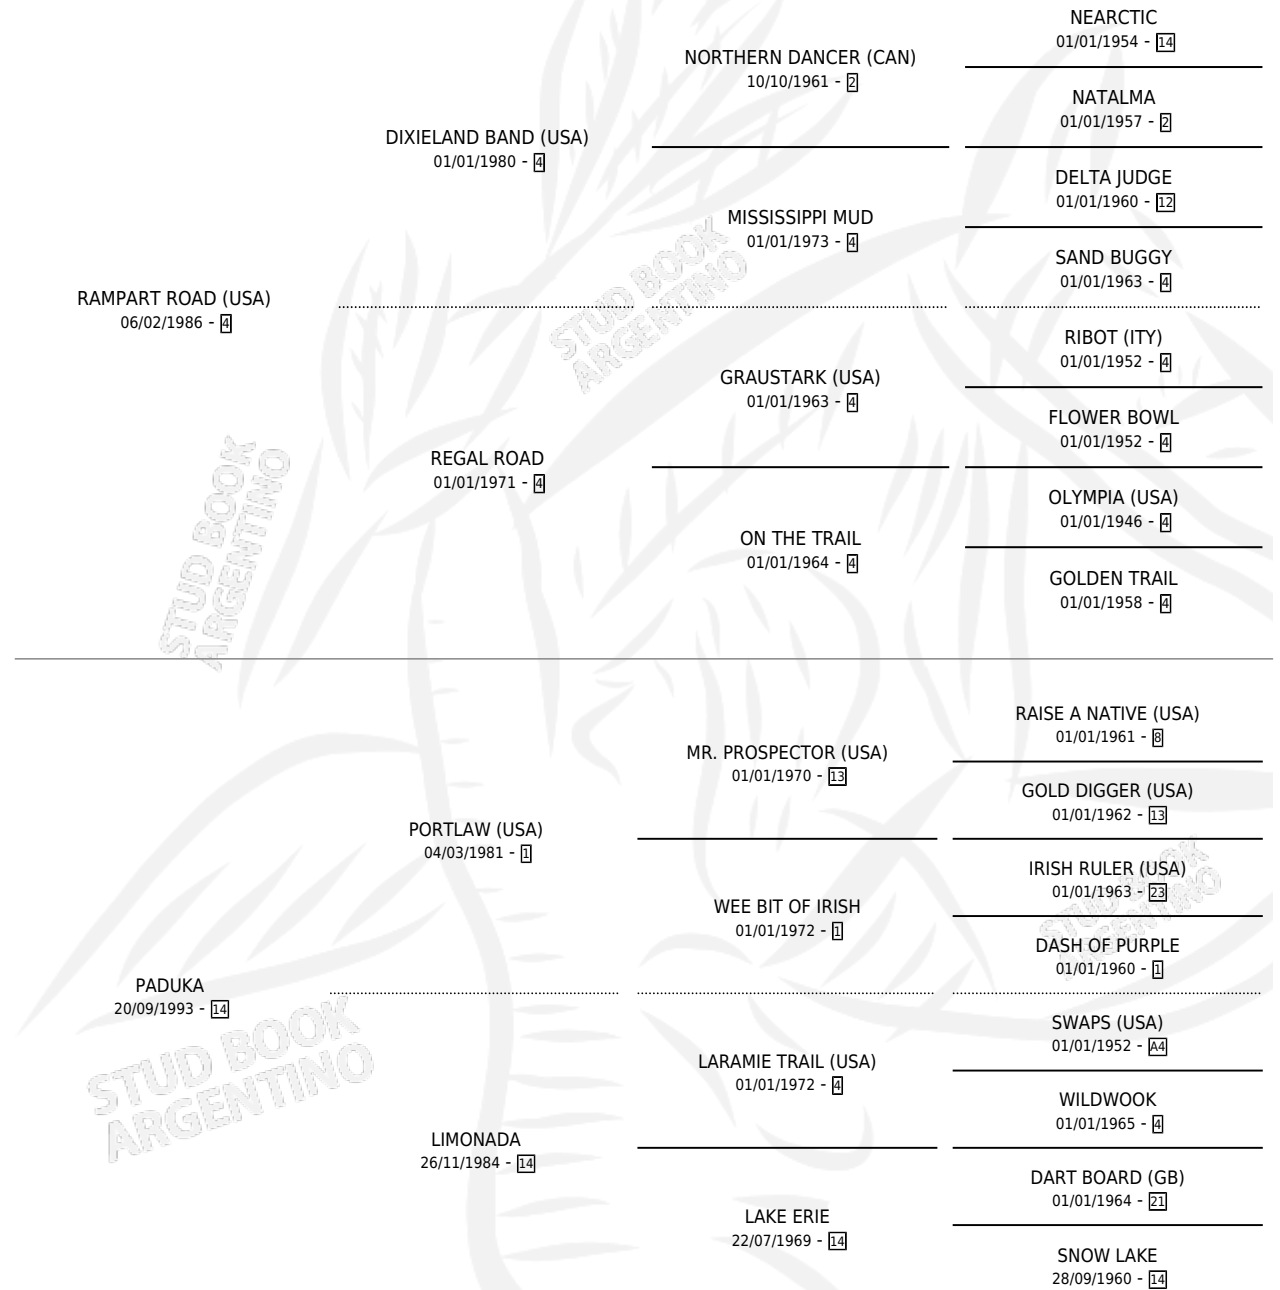 NEARCTIC
01/01/1954 - 14
NORTHERN DANCER (CAN)
10/10/1961 - 2
NATALMA
01/01/1957 - 2
DIXIELAND BAND (USA)
01/01/1980 - 4
DELTA JUDGE
01/01/1960 - 12
MISSISSIPPI MUD
01/01/1973 - 4
SAND BUGGY
01/01/1963 - 4
RAMPART ROAD (USA)
06/02/1986 - 4
STUD BOOK
ARGENTINO
RIBOT (ITY)
01/01/1952 - 4
GRAUSTARK (USA)
01/01/1963 - 4
FLOWER BOWL
01/01/1952 - 4
REGAL ROAD
01/01/1971 - 4
STUD BOOK
ARGENTINO
OLYMPIA (USA)
01/01/1946 - 4
ON THE TRAIL
01/01/1964 - 4
GOLDEN TRAIL
01/01/1958 - 4
RAISE A NATIVE (USA)
01/01/1961 - 8
MR. PROSPECTOR (USA)
01/01/1970 - 13
GOLD DIGGER (USA)
01/01/1962 - 13
PORTLAW (USA)
04/03/1981 - 1
IRISH RULER (USA)
01/01/1963 - 23
STUD BOOK
ARGENTINO
WEE BIT OF IRISH
01/01/1972 - 1
DASH OF PURPLE
01/01/1960 - 1
PADUKA
20/09/1993 - 14
STUD BOOK
ARGENTINO
SWAPS (USA)
01/01/1952 - A4
LARAMIE TRAIL (USA)
01/01/1972 - 4
WILDWOOK
01/01/1965 - 4
LIMONADA
26/11/1984 - 14
DART BOARD (GB)
01/01/1964 - 21
LAKE ERIE
22/07/1969 - 14
SNOW LAKE
28/09/1960 - 14